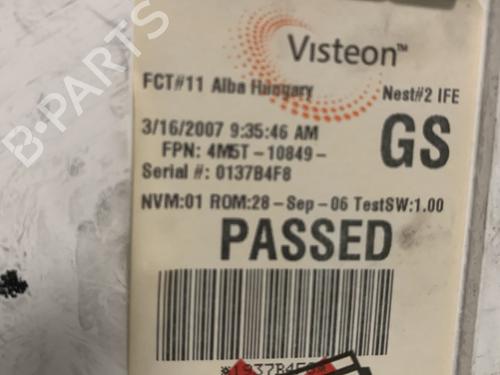 B-PARTS
Visteon™
FCT#11 Alba Hungary
Nest#2 IFE
3/16/2007 9:35:46 AM
GS
FPN: 4M5T-10849-
Serial #: 0137B4F8
NVM:01 ROM:28-Sep-06 TestSW:1.00
PASSED